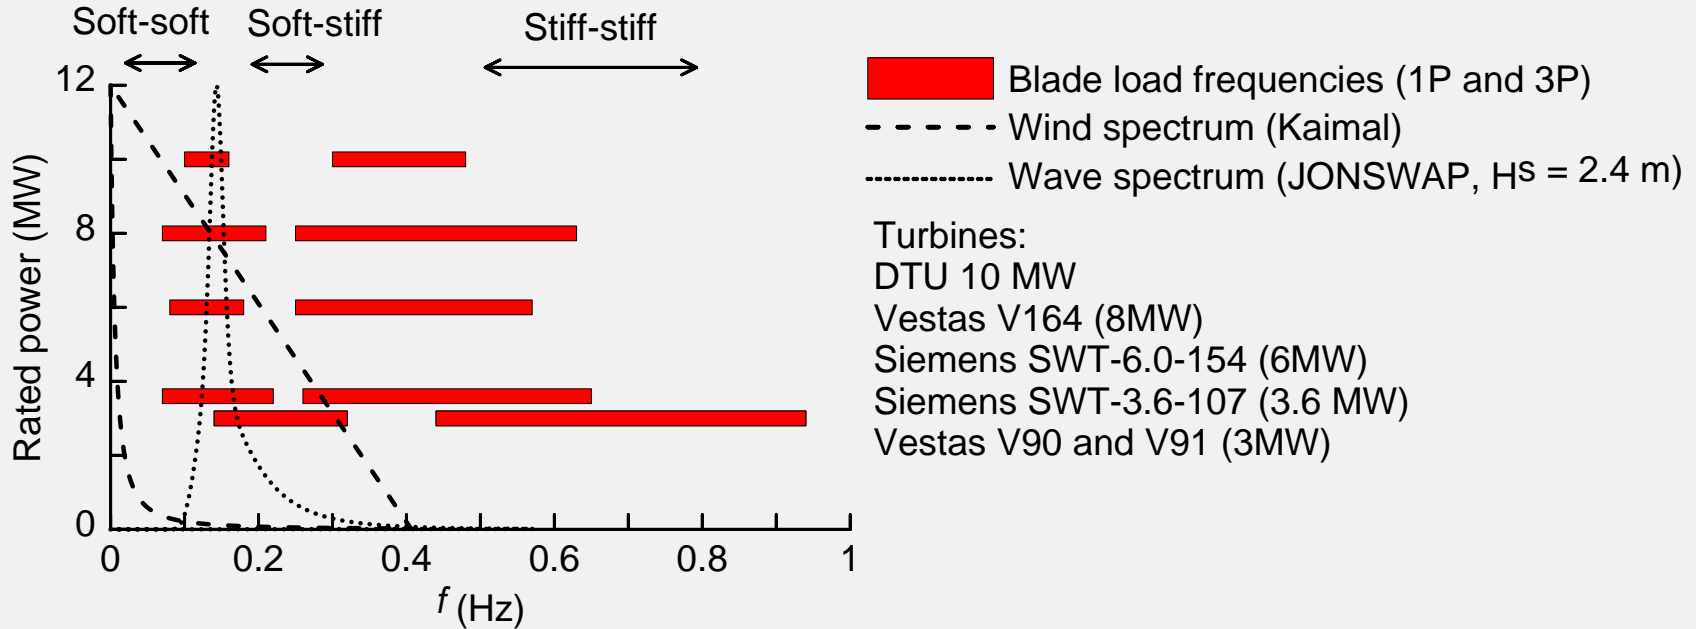 Soft-soft Soft-stiff Stiff-stiff
12
8
4
0
0 0.2 0.4 0.6 0.8 1
Rated power (MW)
f (Hz)
Blade load frequencies (1P and 3P)
Wind spectrum (Kaimal)
Wave spectrum (JONSWAP, Hs = 2.4 m)
Turbines:
DTU 10 MW
Vestas V164 (8MW)
Siemens SWT-6.0-154 (6MW)
Siemens SWT-3.6-107 (3.6 MW)
Vestas V90 and V91 (3MW)